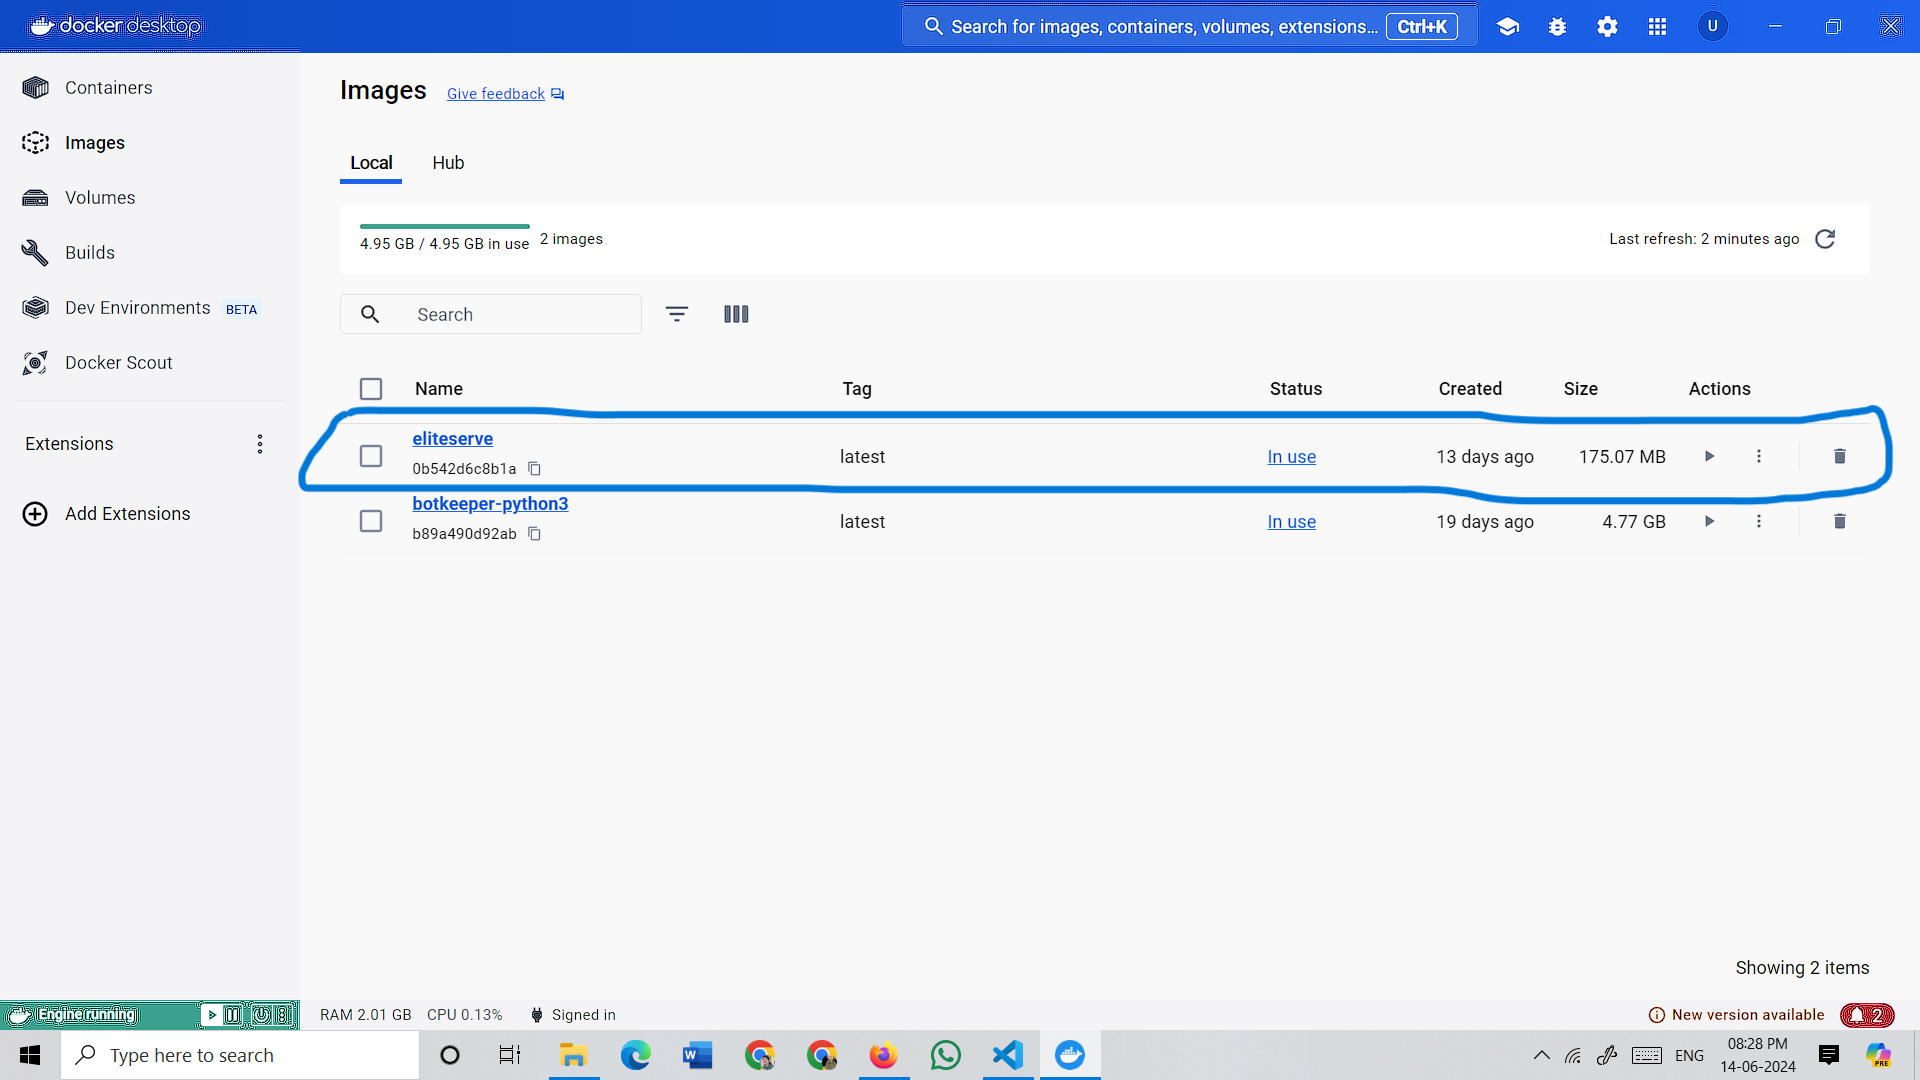 docker desktop
Search for images, containers, volumes, extensions... Ctrl+K
U
Containers
Images
Volumes
Builds
Dev Environments BETA
Docker Scout
Extensions
Add Extensions
Images Give feedback
Local Hub
4.95 GB / 4.95 GB in use 2 images
Last refresh: 2 minutes ago
Search
Name Tag Status Created Size Actions
eliteserve
0b542d6c8b1a
latest In use 13 days ago 175.07 MB
botkeeper-python3
b89a490d92ab
latest In use 19 days ago 4.77 GB
Showing 2 items
Engine running
RAM 2.01 GB CPU 0.13% Signed in
New version available 2
Type here to search
W
ENG
08:28 PM
14-06-2024
PRE